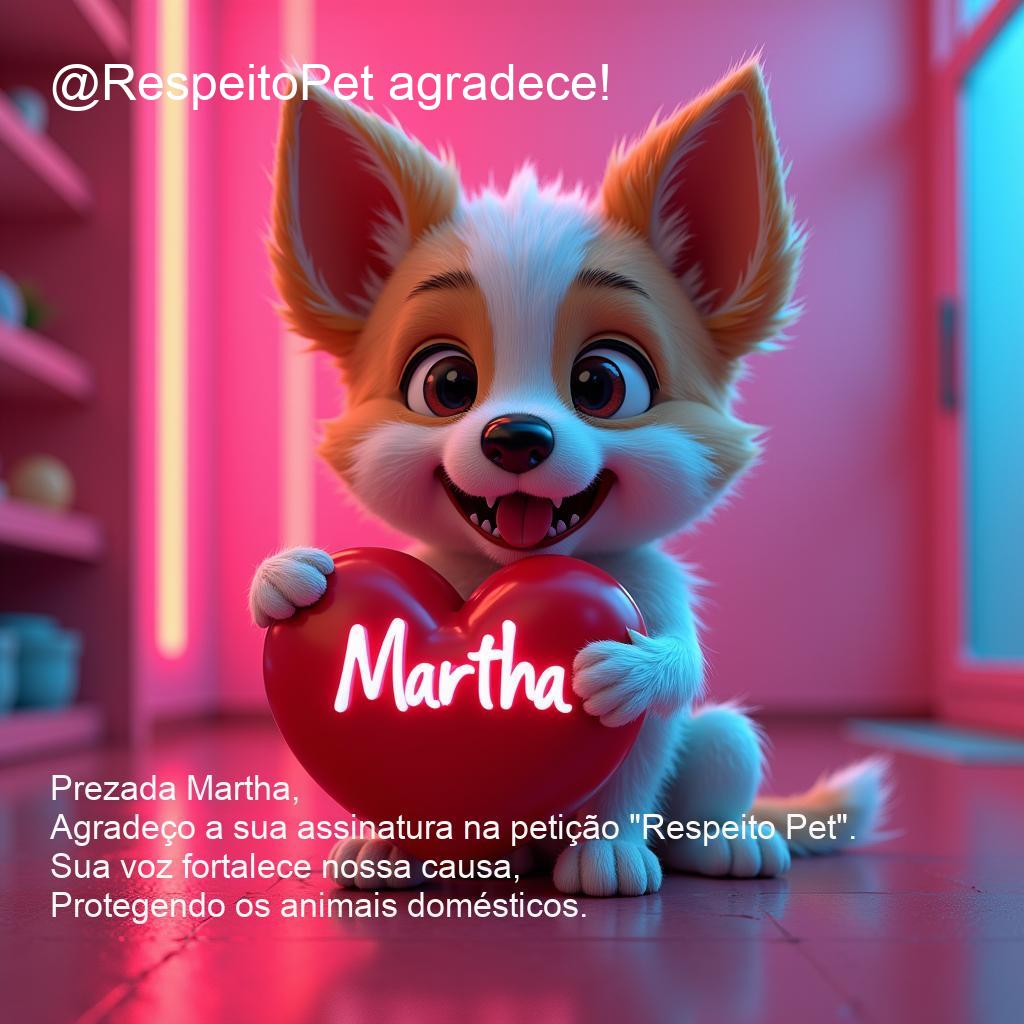 @RespeitoPet agradece!
Martha
Prezada Martha,
Agradeço a sua assinatura na petição "Respeito Pet".
Sua voz fortalece nossa causa,
Protegendo os animais domésticos.